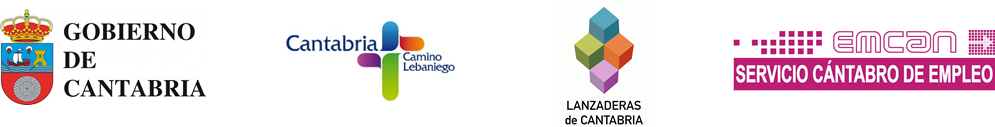 GOBIERNO
DE
CANTABRIA
Cantabria
Camino
Lebaniego
LANZADERAS
de CANTABRIA
emcan
SERVICIO CÁNTABRO DE EMPLEO